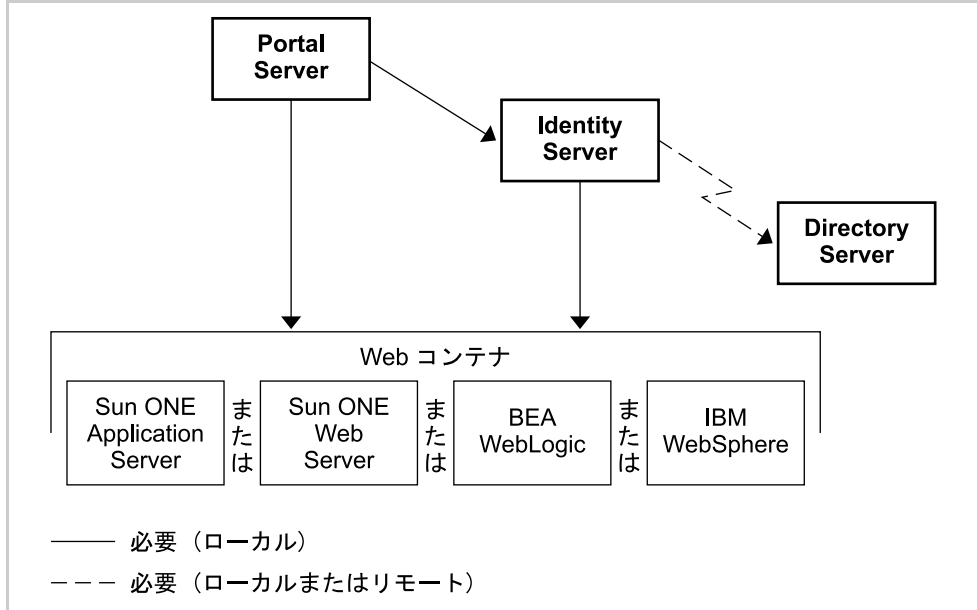 Portal
Server
Identity
Server
Directory
Server
Web コンテナ
Sun ONE
Application
Server
または
Sun ONE
Web
Server
または
BEA
WebLogic
または
IBM
WebSphere
必要（ローカル）
必要（ローカルまたはリモート）